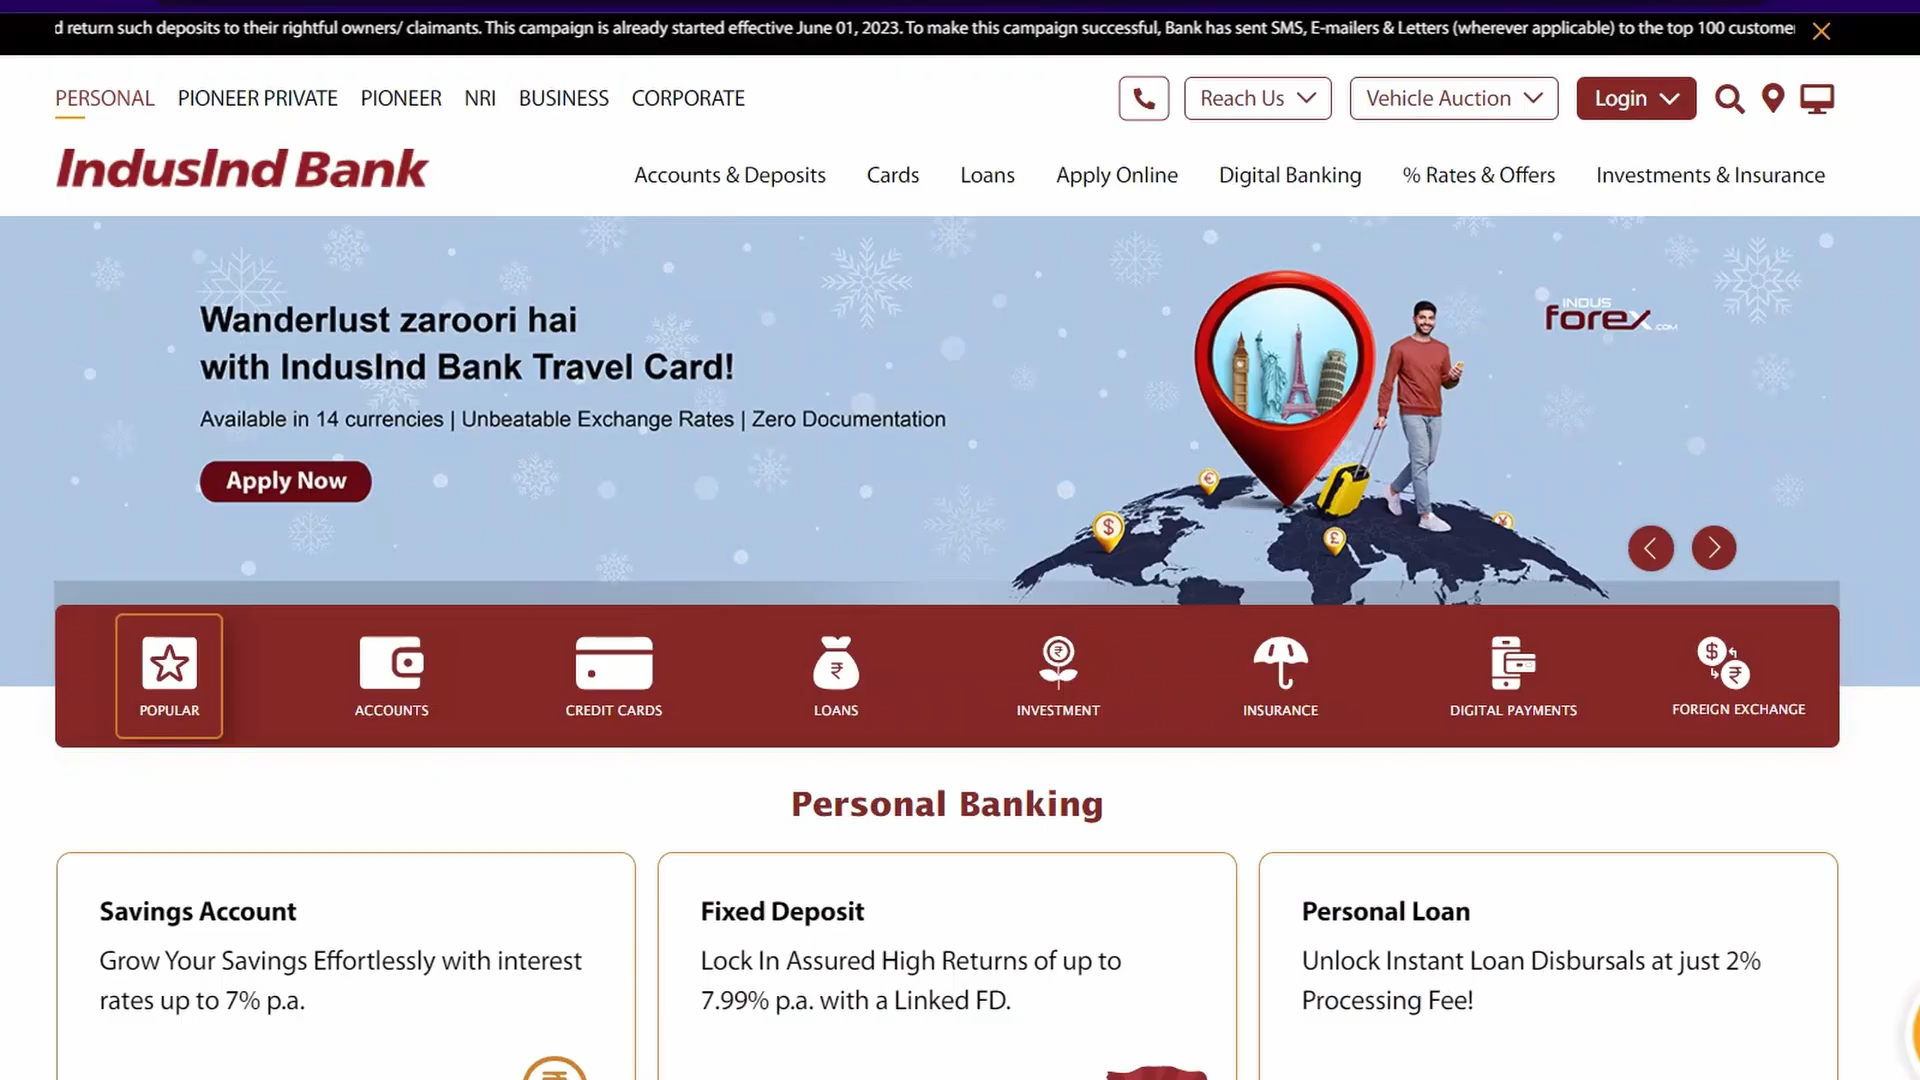 d return such deposits to their rightful owners/ claimants. This campaign is already started effective June 01, 2023. To make this campaign successful, Bank has sent SMS, E-mailers & Letters (wherever applicable) to the top 100 custome
PERSONAL PIONEER PRIVATE PIONEER NRI BUSINESS CORPORATE
Reach Us Vehicle Auction Login
IndusInd Bank
Accounts & Deposits Cards Loans Apply Online Digital Banking % Rates & Offers Investments & Insurance
Wanderlust zaroori hai
with IndusInd Bank Travel Card!
Available in 14 currencies | Unbeatable Exchange Rates | Zero Documentation
Apply Now
INDUS
forex.COM
POPULAR ACCOUNTS CREDIT CARDS LOANS INVESTMENT INSURANCE DIGITAL PAYMENTS FOREIGN EXCHANGE
Personal Banking
Savings Account
Grow Your Savings Effortlessly with interest
rates up to 7% p.a.
Fixed Deposit
Lock In Assured High Returns of up to
7.99% p.a. with a Linked FD.
Personal Loan
Unlock Instant Loan Disbursals at just 2%
Processing Fee!